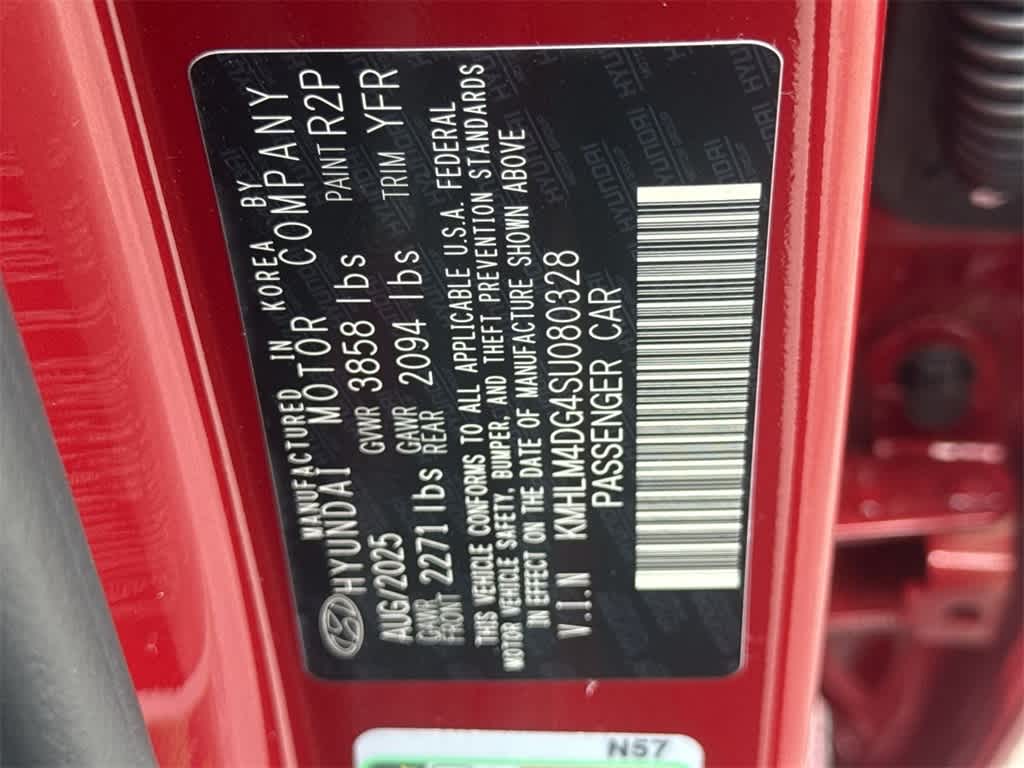 MANUFACTURED IN KOREA BY
HYUNDAI MOTOR COMPANY
AUG/2025 GVWR 3858 lbs PAINT R2P
GAWR FRONT 2271 lbs GAWR REAR 2094 lbs TRIM YFR
THIS VEHICLE CONFORMS TO ALL APPLICABLE U.S.A. FEDERAL
MOTOR VEHICLE SAFETY, BUMPER, AND THEFT PREVENTION STANDARDS
IN EFFECT ON THE DATE OF MANUFACTURE SHOWN ABOVE
V.I.N KMHLM4DG4SU080328
PASSENGER CAR
N57